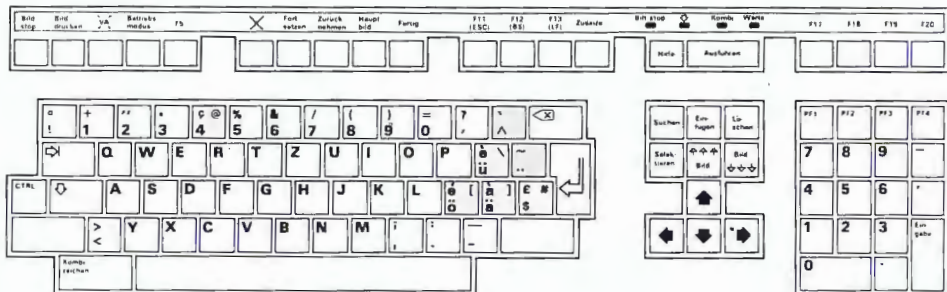 Bild stop Bild drucken VA Betriebs modus F5 Fort setzen Zurück nehmen Haupt bild Fertig F11 (ESC) F12 (BS) F13 (LF) Zusätze Bin stop Kombi Warte F17 F18 F19 F20
Hilfe Ausführen
° ! + 1 " 2 * 3 ç @ 4 % 5 & 6 / 7 ( 8 ) 9 = 0 ? ' ` ^
Suchen Ein- fügen Lö- schen PF1 PF2 PF3 PF4
Q W E R T Z U I O P è \ ü ~ ¨
Selek- tieren Bild Bild 7 8 9 –
CTRL A S D F G H J K L é [ ö à ] ä £ # $
4 5 6 ,
> < Y X C V B N M ; , : . _ -
1 2 3 Ein gabe
Kombi zeichen
0 .